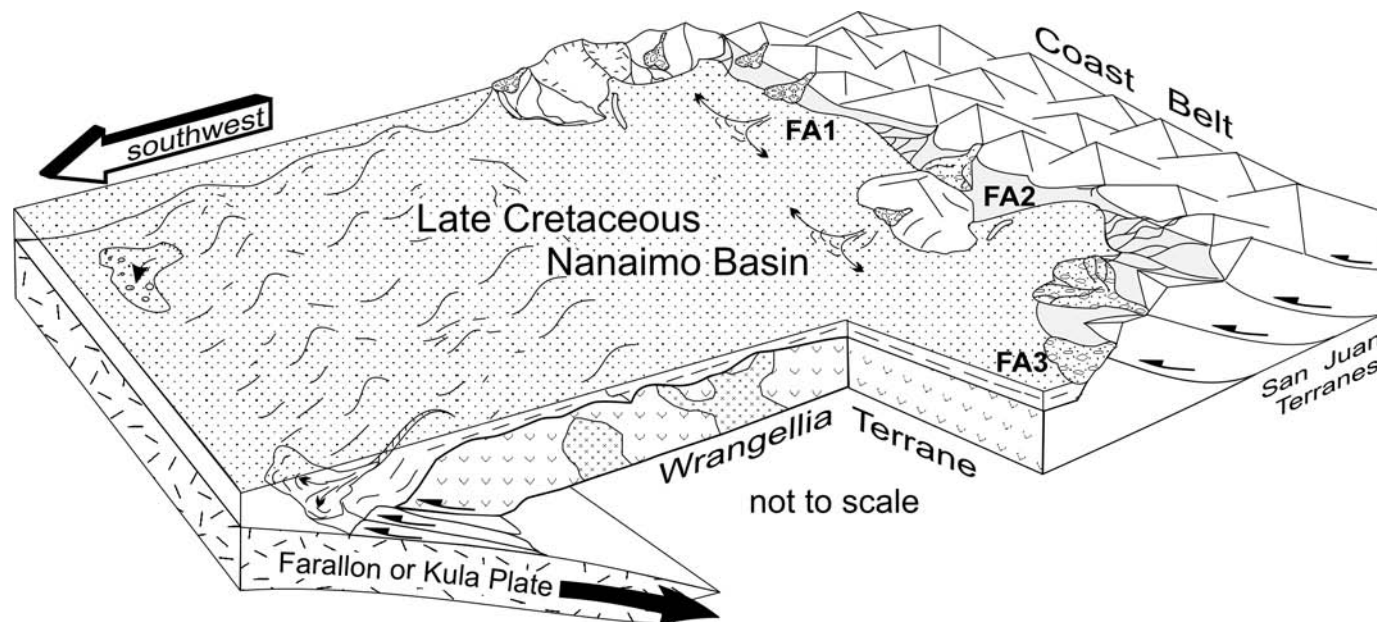 Coast Belt
southwest
FA1
FA2
Late Cretaceous
Nanaimo Basin
FA3
San Juan
Terranes
Wrangellia Terrane
not to scale
Farallon or Kula Plate